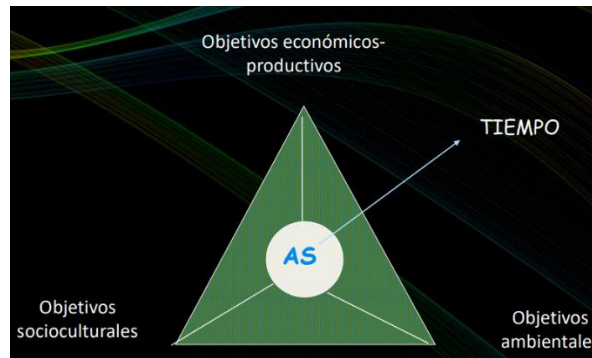 Objetivos económicos-
productivos
TIEMPO
AS
Objetivos
socioculturales
Objetivos
ambientale